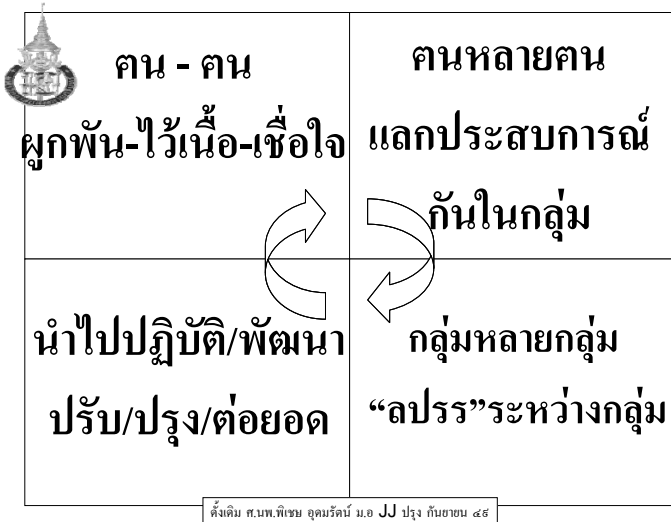 ฅน - ฅน
ผูกพัน-ไว้เนื้อ-เชื่อใจ
ฅนหลายฅน
แลกประสบการณ์
กันในกลุ่ม
นำไปปฏิบัติ/พัฒนา
ปรับ/ปรุง/ต่อยอด
กลุ่มหลายกลุ่ม
“ลปรร”ระหว่างกลุ่ม
ดั้งเดิม ศ.นพ.พิเชษ อุดมรัตน์ ม.อ JJ ปรุง กันยายน ๔๙